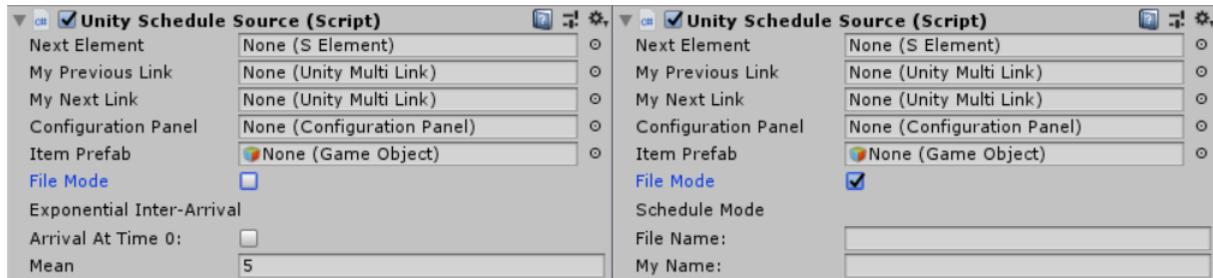 Unity Schedule Source (Script)
Next Element None (S Element)
My Previous Link None (Unity Multi Link)
My Next Link None (Unity Multi Link)
Configuration Panel None (Configuration Panel)
Item Prefab None (Game Object)
File Mode
Exponential Inter-Arrival
Arrival At Time 0:
Mean 5
Unity Schedule Source (Script)
Next Element None (S Element)
My Previous Link None (Unity Multi Link)
My Next Link None (Unity Multi Link)
Configuration Panel None (Configuration Panel)
Item Prefab None (Game Object)
File Mode
Schedule Mode
File Name:
My Name: